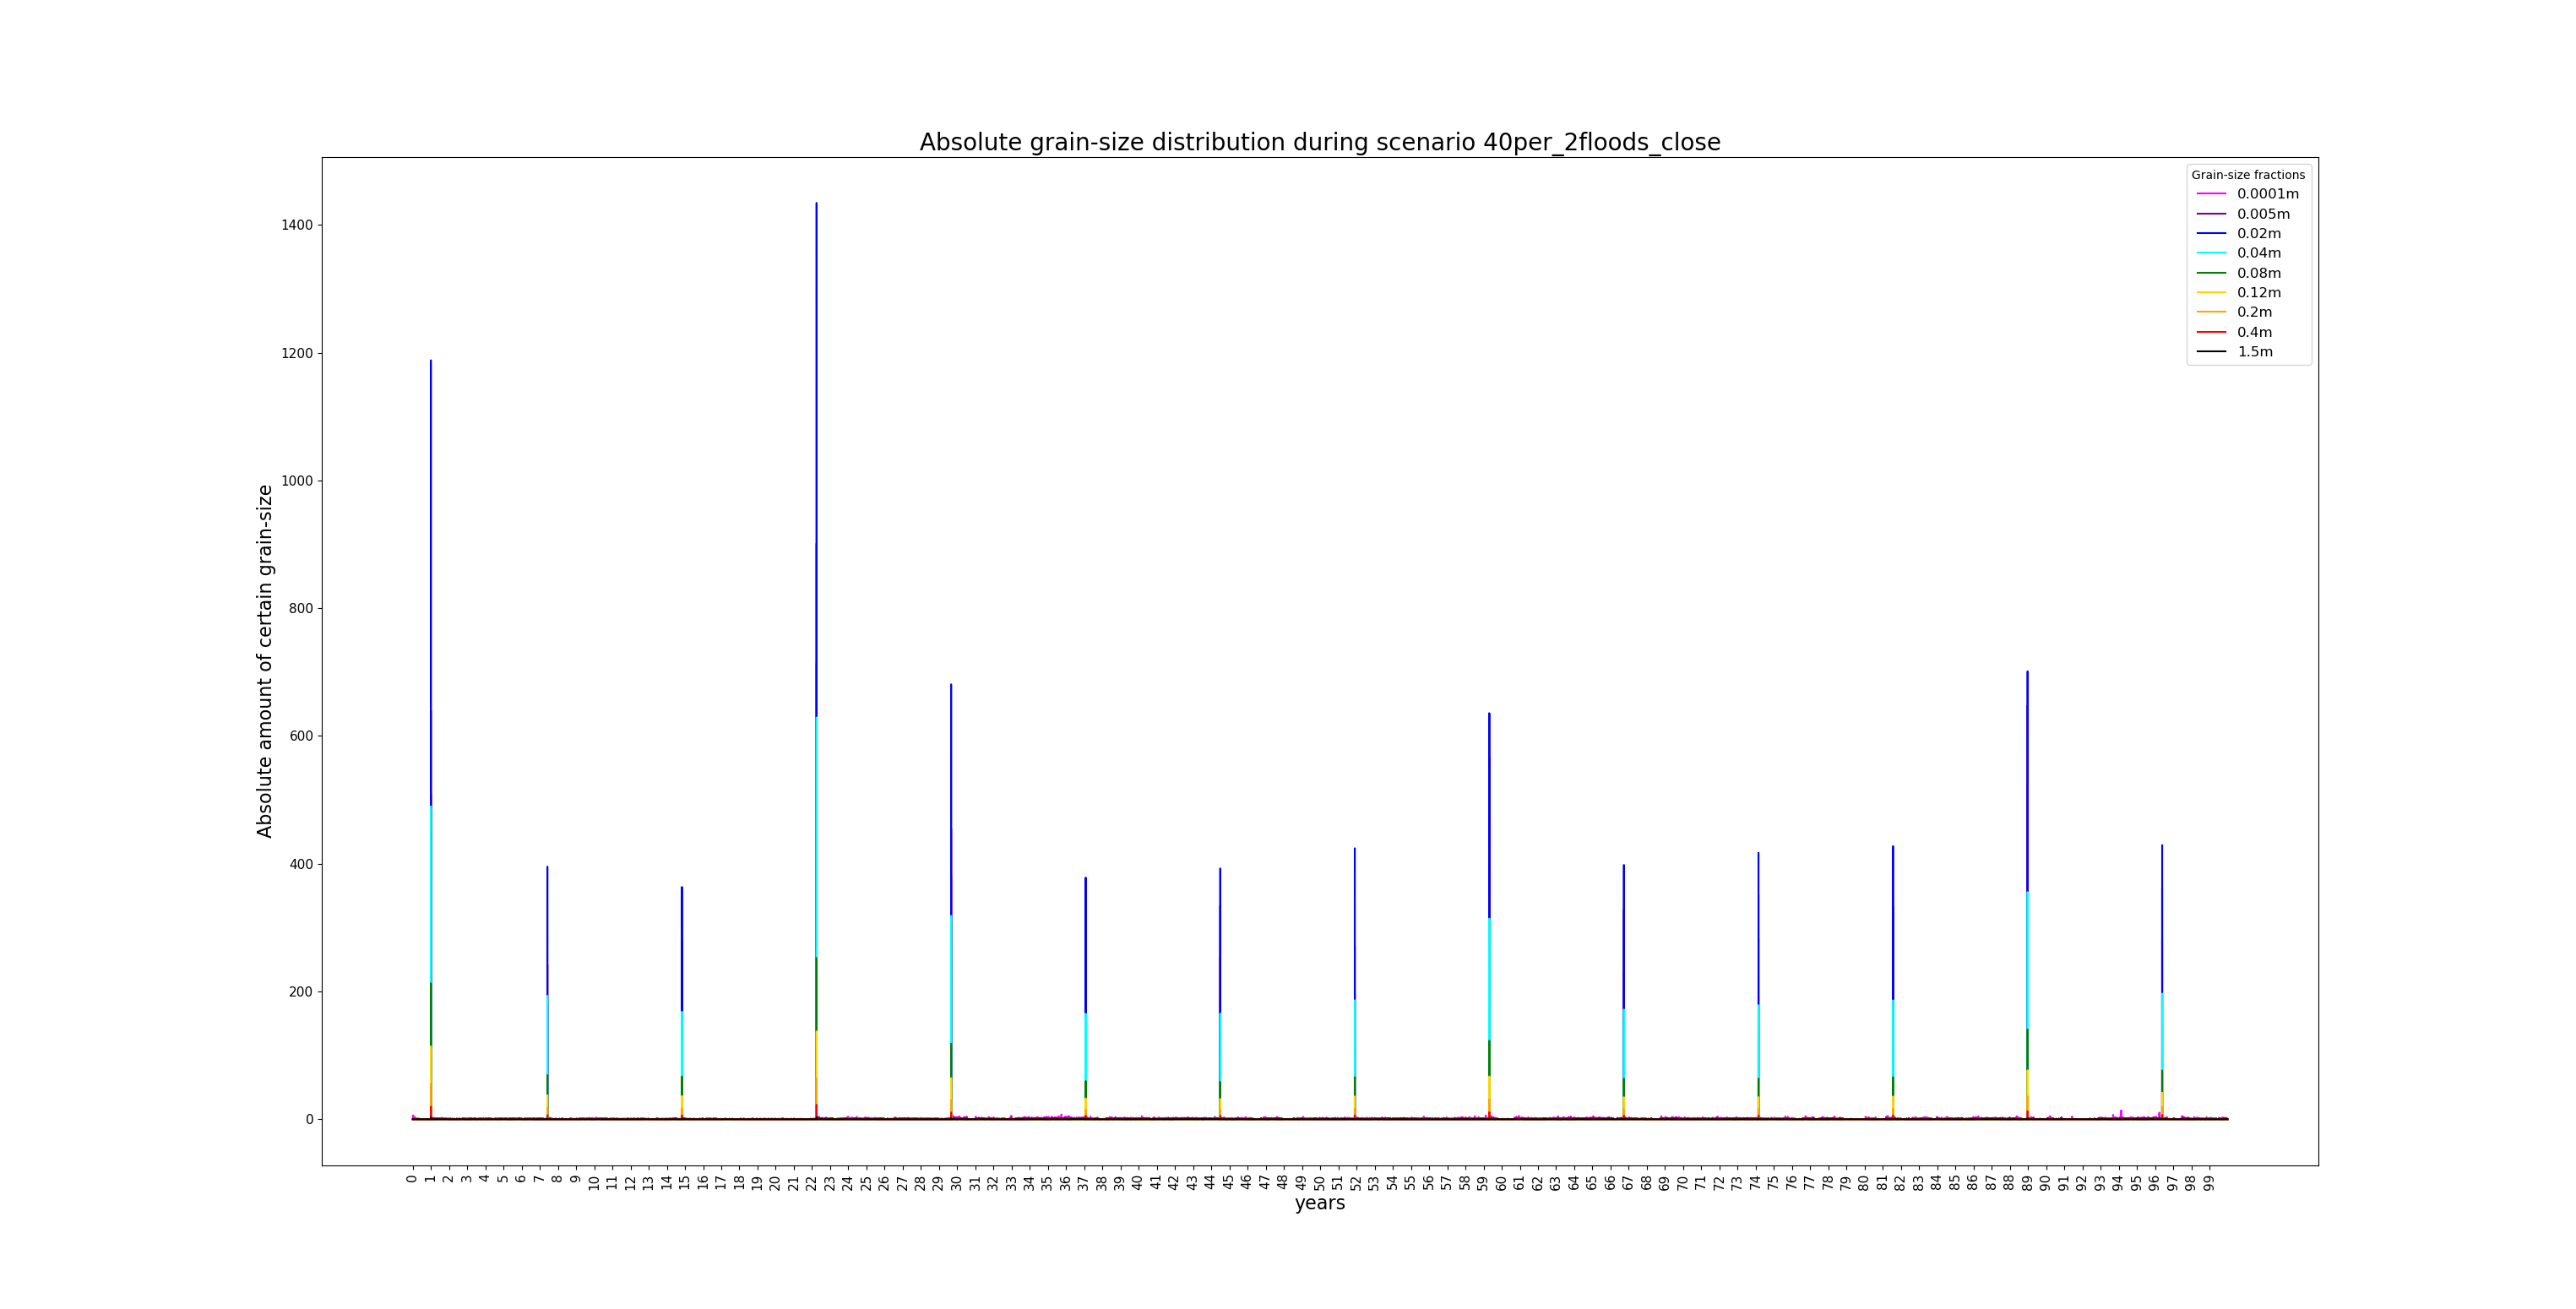 Absolute grain-size distribution during scenario 40per_2floods_close
Grain-size fractions
0.0001m
0.005m
0.02m
0.04m
0.08m
0.12m
0.2m
0.4m
1.5m
Absolute amount of certain grain-size
1400
1200
1000
800
600
400
200
0
0 1 2 3 4 5 6 7 8 9 10 11 12 13 14 15 16 17 18 19 20 21 22 23 24 25 26 27 28 29 30 31 32 33 34 35 36 37 38 39 40 41 42 43 44 45 46 47 48 49 50 51 52 53 54 55 56 57 58 59 60 61 62 63 64 65 66 67 68 69 70 71 72 73 74 75 76 77 78 79 80 81 82 83 84 85 86 87 88 89 90 91 92 93 94 95 96 97 98 99
years